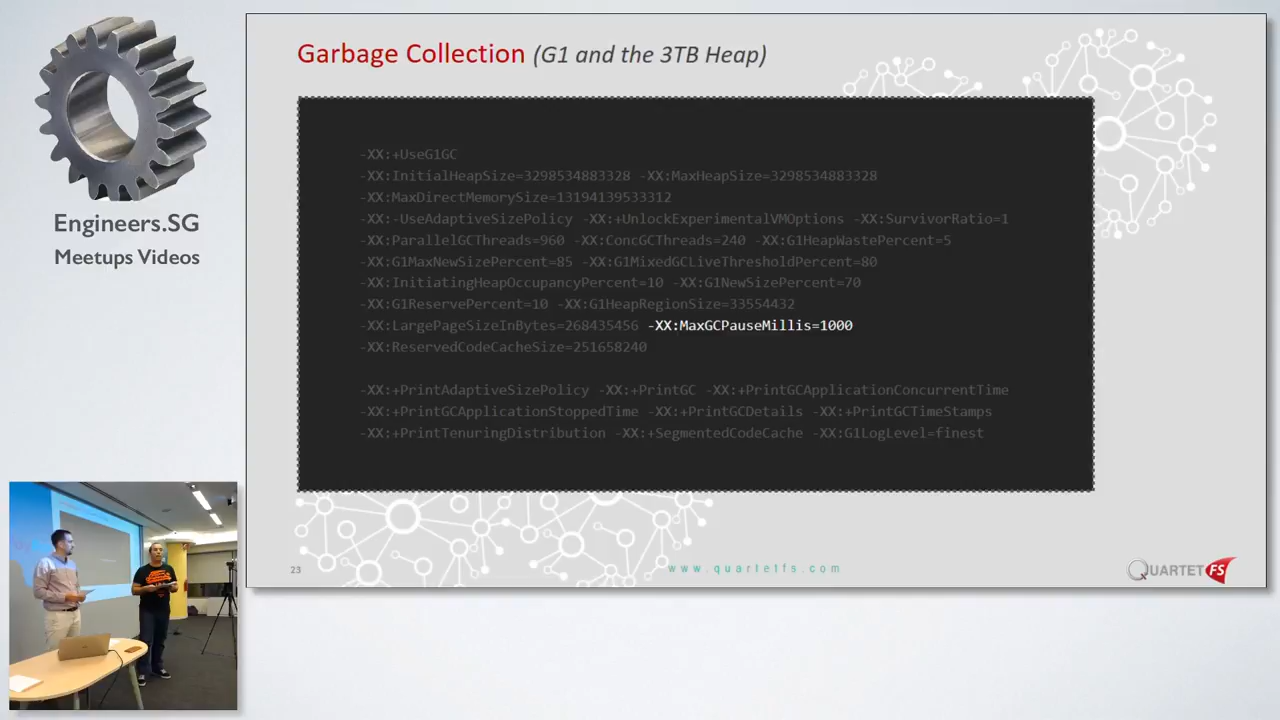 Garbage Collection (G1 and the 3TB Heap)
-XX:+UseG1GC
-XX:InitialHeapSize=3298534883328 -XX:MaxHeapSize=3298534883328
-XX:MaxDirectMemorySize=13194139533312
-XX:-UseAdaptiveSizePolicy -XX:+UnlockExperimentalVMOptions -XX:SurvivorRatio=1
-XX:ParallelGCThreads=960 -XX:ConcGCThreads=240 -XX:G1HeapWastePercent=5
-XX:G1MaxNewSizePercent=85 -XX:G1MixedGCLiveThresholdPercent=80
-XX:InitiatingHeapOccupancyPercent=10 -XX:G1NewSizePercent=70
-XX:G1ReservePercent=10 -XX:G1HeapRegionSize=33554432
-XX:LargePageSizeInBytes=268435456 -XX:MaxGCPauseMillis=1000
-XX:ReservedCodeCacheSize=251658240
-XX:+PrintAdaptiveSizePolicy -XX:+PrintGC -XX:+PrintGCApplicationConcurrentTime
-XX:+PrintGCApplicationStoppedTime -XX:+PrintGCDetails -XX:+PrintGCTimeStamps
-XX:+PrintTenuringDistribution -XX:+SegmentedCodeCache -XX:G1LogLevel=finest
23
www.quartetfs.com
QUARTET FS
Engineers.SG
Meetups Videos